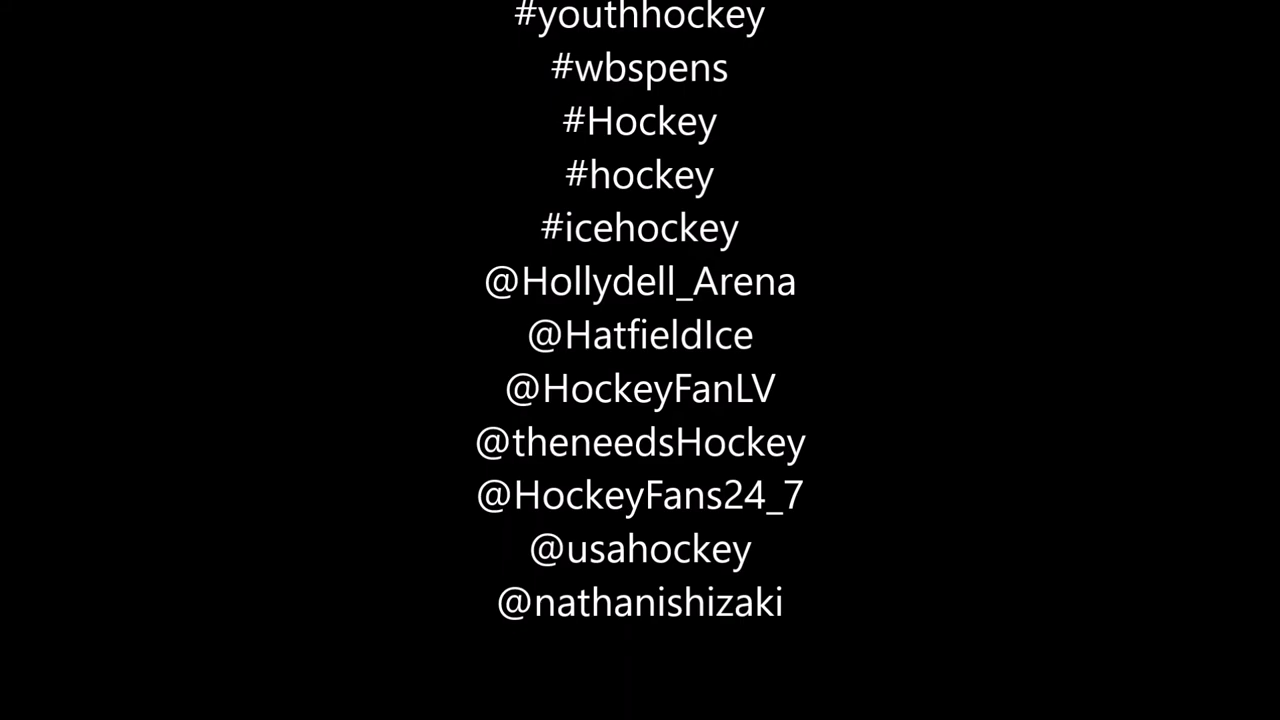 #youthhockey
#wbspens
#Hockey
#hockey
#icehockey
@Hollydell_Arena
@HatfieldIce
@HockeyFanLV
@theneedsHockey
@HockeyFans24_7
@usahockey
@nathanishizaki